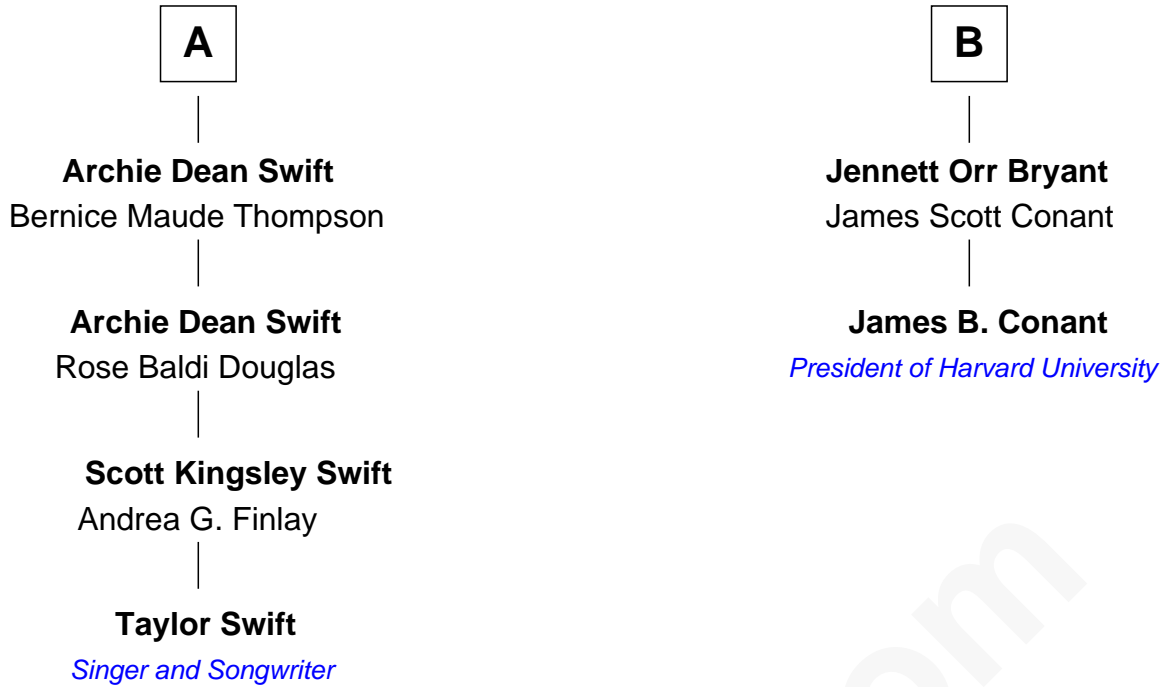 A
Archie Dean Swift
Bernice Maude Thompson
Archie Dean Swift
Rose Baldi Douglas
Scott Kingsley Swift
Andrea G. Finlay
Taylor Swift
Singer and Songwriter
B
Jennett Orr Bryant
James Scott Conant
James B. Conant
President of Harvard University
om